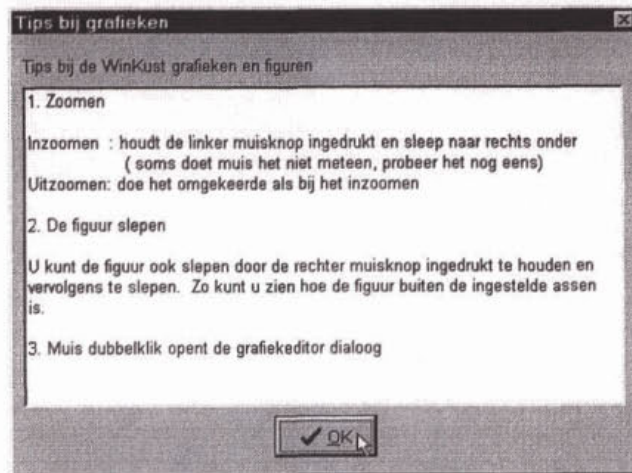 Tips bij grafieken
Tips bij de WinKust grafieken en figuren
1. Zoomen
Inzoomen : houdt de linker muisknop ingedrukt en sleep naar rechts onder
( soms doet muis het niet meteen, probeer het nog eens)
Uitzoomen: doe het omgekeerde als bij het inzoomen
2. De figuur slepen
U kunt de figuur ook slepen door de rechter muisknop ingedrukt te houden en
vervolgens te slepen. Zo kunt u zien hoe de figuur buiten de ingestelde assen
is.
3. Muis dubbelklik opent de grafiekeditor dialoog
OK